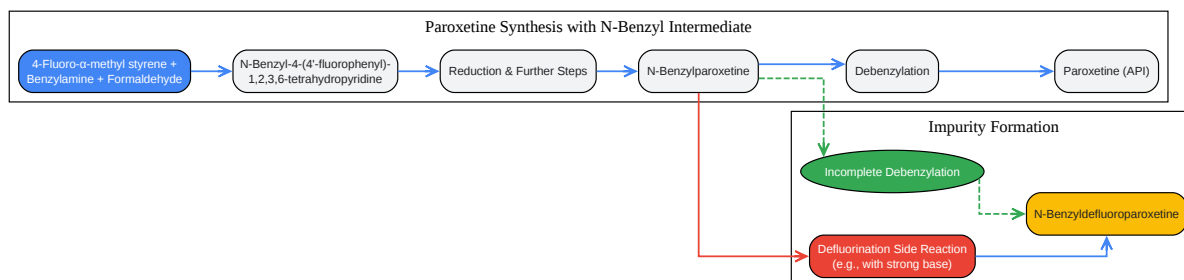 Paroxetine Synthesis with N-Benzyl Intermediate
4-Fluoro-α-methyl styrene +
Benzylamine + Formaldehyde
N-Benzyl-4-(4'-fluorophenyl)-
1,2,3,6-tetrahydropyridine
Reduction & Further Steps
N-Benzylparoxetine
Debenzylation
Paroxetine (API)
Impurity Formation
Incomplete Debenzylation
N-Benzyldefluoroparoxetine
Defluorination Side Reaction
(e.g., with strong base)